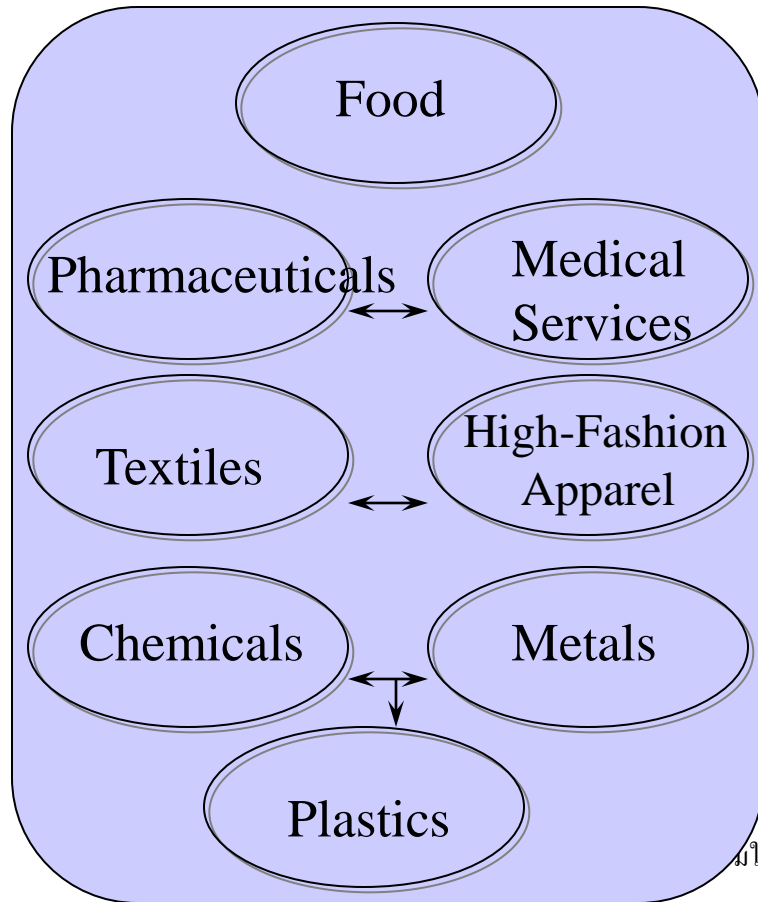 Food
Pharmaceuticals
Medical
Services
Textiles
High-Fashion
Apparel
Chemicals
Metals
Plastics